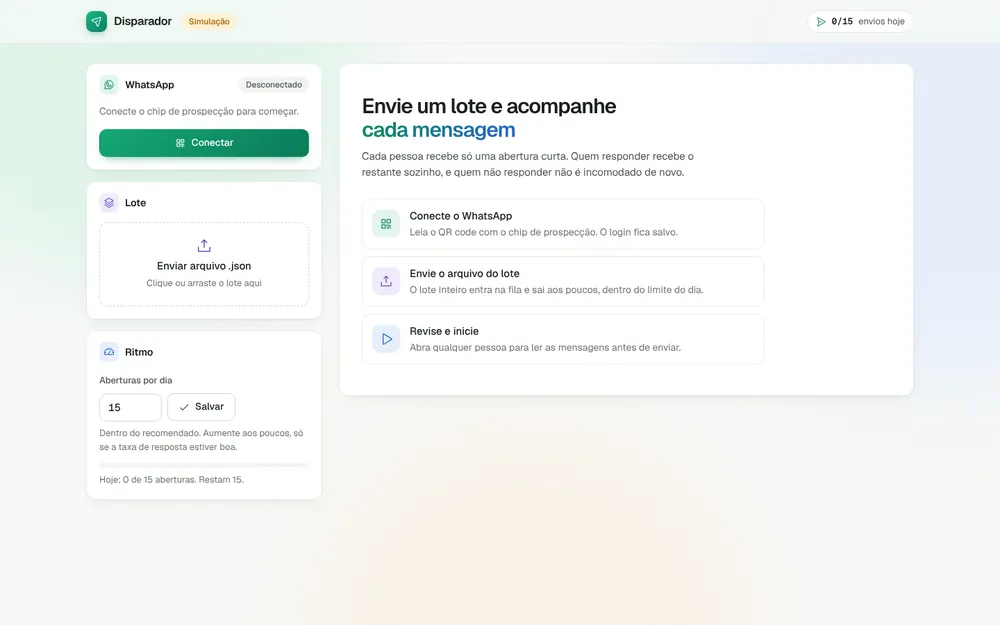 Disparador
Simulação
0/15 envios hoje
WhatsApp
Desconectado
Conecte o chip de prospecção para começar.
Conectar
Lote
Enviar arquivo .json
Clique ou arraste o lote aqui
Ritmo
Aberturas por dia
15
Salvar
Dentro do recomendado. Aumente aos poucos, só
se a taxa de resposta estiver boa.
Hoje: 0 de 15 aberturas. Restam 15.
Envie um lote e acompanhe
cada mensagem
Cada pessoa recebe só uma abertura curta. Quem responder recebe o
restante sozinho, e quem não responder não é incomodado de novo.
Conecte o WhatsApp
Leia o QR code com o chip de prospecção. O login fica salvo.
Envie o arquivo do lote
O lote inteiro entra na fila e sai aos poucos, dentro do limite do dia.
Revise e inicie
Abra qualquer pessoa para ler as mensagens antes de enviar.